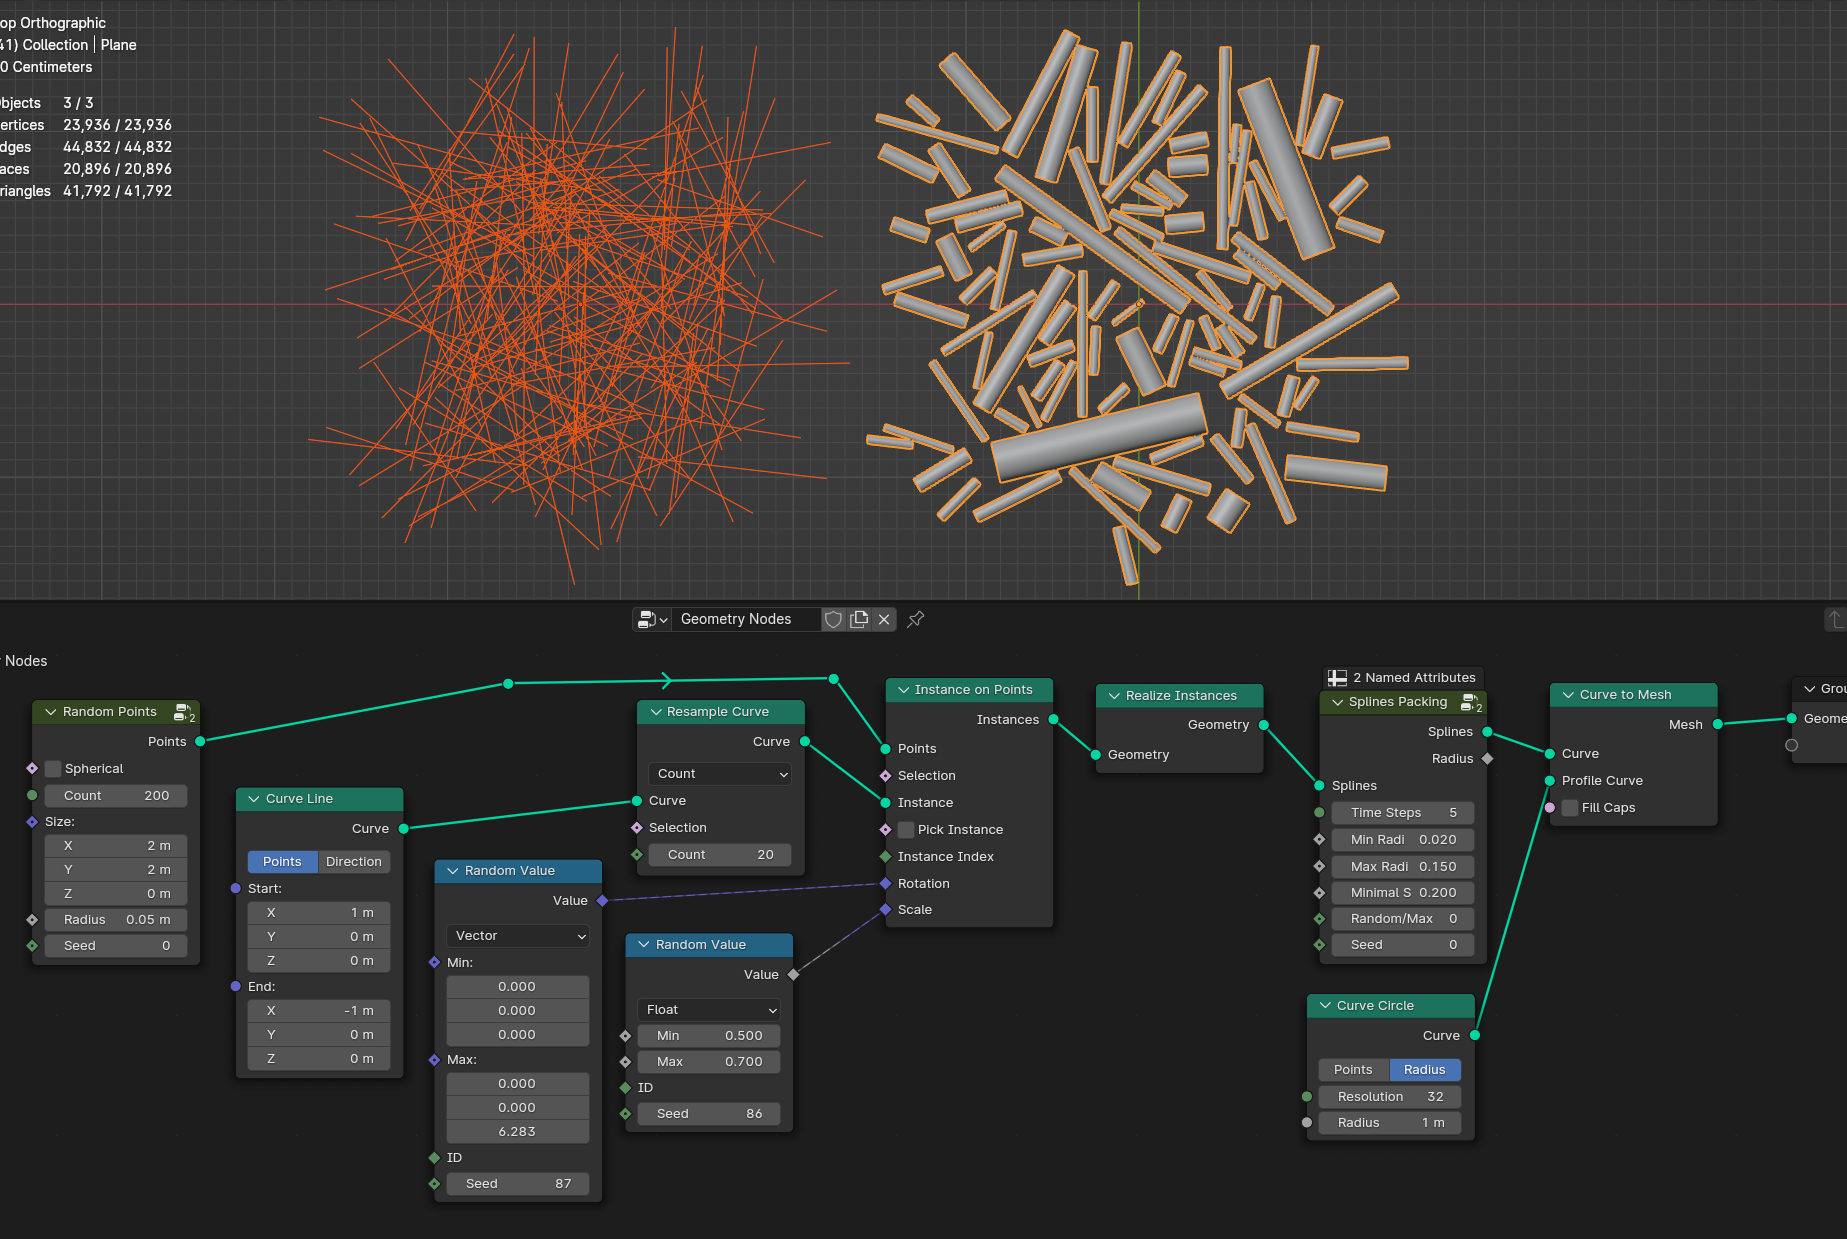 op Orthographic
41) Collection | Plane
0 Centimeters
bjects 3 / 3
ertices 23,936 / 23,936
dges 44,832 / 44,832
aces 20,896 / 20,896
riangles 41,792 / 41,792
Geometry Nodes
Nodes
Random Points
2
Points
Spherical
Count 200
Size:
X 2 m
Y 2 m
Z 0 m
Radius 0.05 m
Seed 0
Curve Line
Curve
Points Direction
Start:
X 1 m
Y 0 m
Z 0 m
End:
X -1 m
Y 0 m
Z 0 m
Random Value
Value
Vector
Min:
0.000
0.000
0.000
Max:
0.000
0.000
6.283
ID
Seed 87
Resample Curve
Curve
Count
Curve
Selection
Count 20
Random Value
Value
Float
Min 0.500
Max 0.700
ID
Seed 86
Instance on Points
Instances
Points
Selection
Instance
Pick Instance
Instance Index
Rotation
Scale
Realize Instances
Geometry
Geometry
2 Named Attributes
Splines Packing
2
Splines
Radius
Splines
Time Steps 5
Min Radi 0.020
Max Radi 0.150
Minimal S 0.200
Random/Max 0
Seed 0
Curve Circle
Curve
Points Radius
Resolution 32
Radius 1 m
Curve to Mesh
Mesh
Curve
Profile Curve
Fill Caps
Grou
Geome